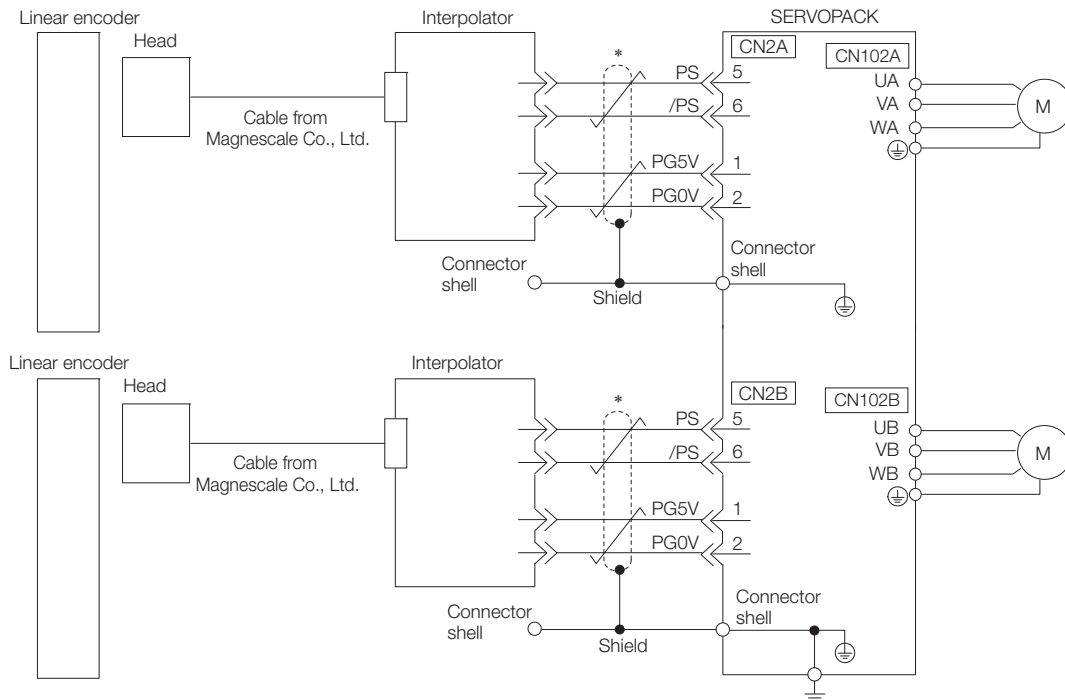 Linear encoder
Head
Cable from
Magnescale Co., Ltd.
Interpolator
*
PS
/PS
PG5V
PG0V
Connector
shell
Shield
SERVOPACK
CN2A
5
6
1
2
Connector
shell
CN102A
UA
VA
WA
M
Linear encoder
Head
Cable from
Magnescale Co., Ltd.
Interpolator
*
PS
/PS
PG5V
PG0V
Connector
shell
Shield
CN2B
5
6
1
2
Connector
shell
CN102B
UB
VB
WB
M